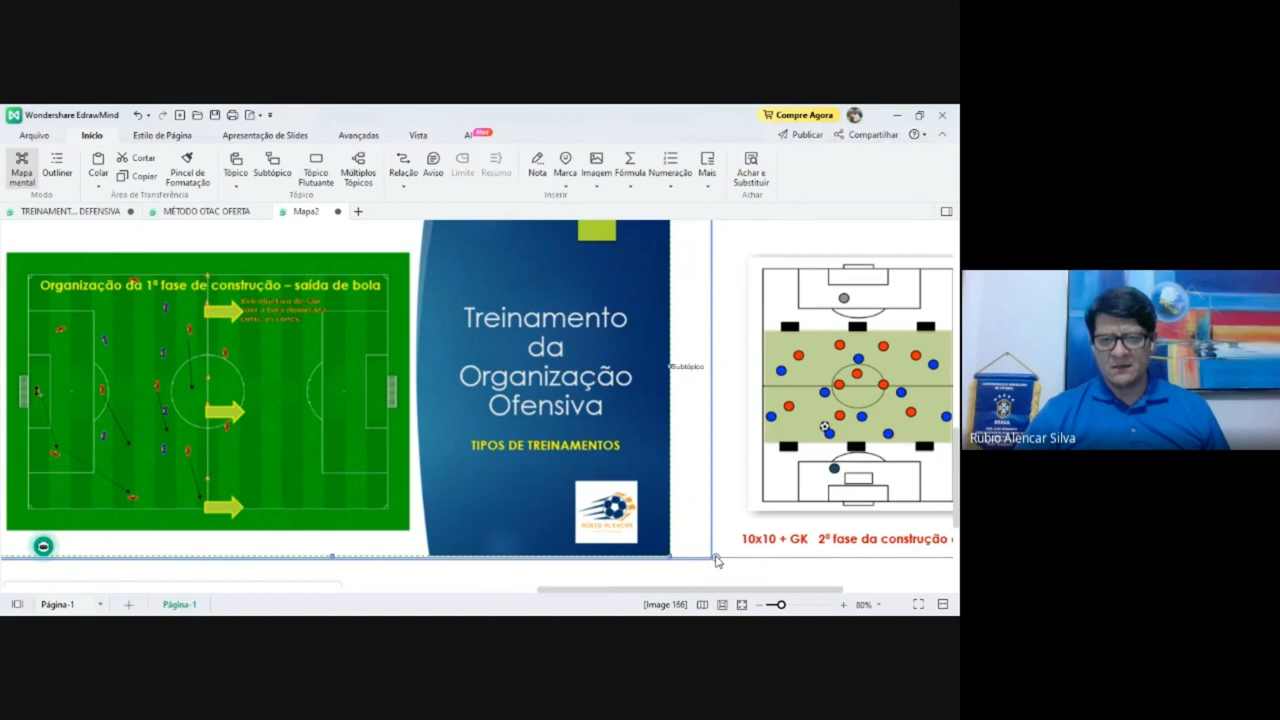 Wondershare EdrawMind
Compre Agora
Arquivo
Início
Estilo de Página
Apresentação de Slides
Avançadas
Vista
AI
Hot
Publicar
Compartilhar
Mapa mental
Outliner
Colar
Cortar
Copiar
Pincel de Formatação
Tópico
Subtópico
Tópico Flutuante
Múltiplos Tópicos
Relação
Aviso
Limite
Resumo
Nota
Marca
Imagem
Fórmula
Numeração
Mais
Achar e Substituir
Modo
Área de Transferência
Tópico
Inserir
Achar
TREINAMENT... DEFENSIVA
MÉTODO OTAC OFERTA
Mapa2
Organização da 1ª fase de construção – saída de bola
Treinamento
da
Organização
Ofensiva
TIPOS DE TREINAMENTOS
RUBIO ALENCAR
Subtópico
10x10 + GK 2ª fase da construção
Rubio Alencar Silva
Página-1
Página-1
[Image 166]
80%